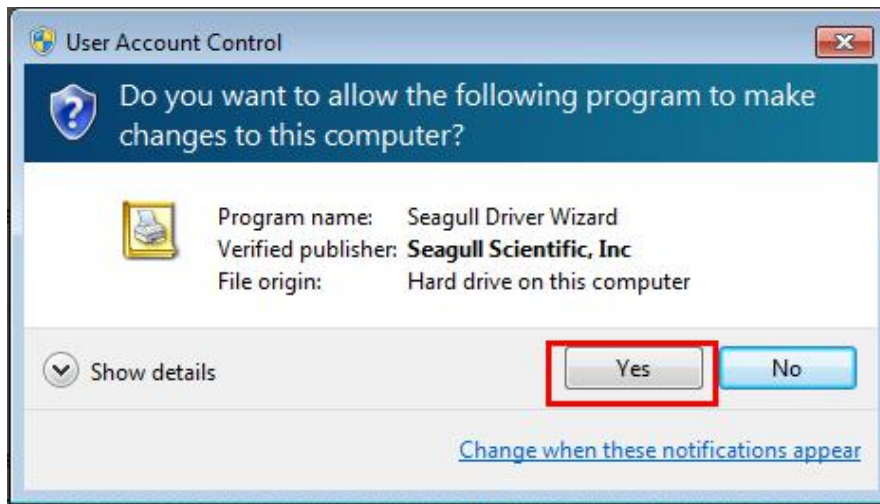 User Account Control
Do you want to allow the following program to make
changes to this computer?
Program name: Seagull Driver Wizard
Verified publisher: Seagull Scientific, Inc
File origin: Hard drive on this computer
Show details
Yes
No
Change when these notifications appear